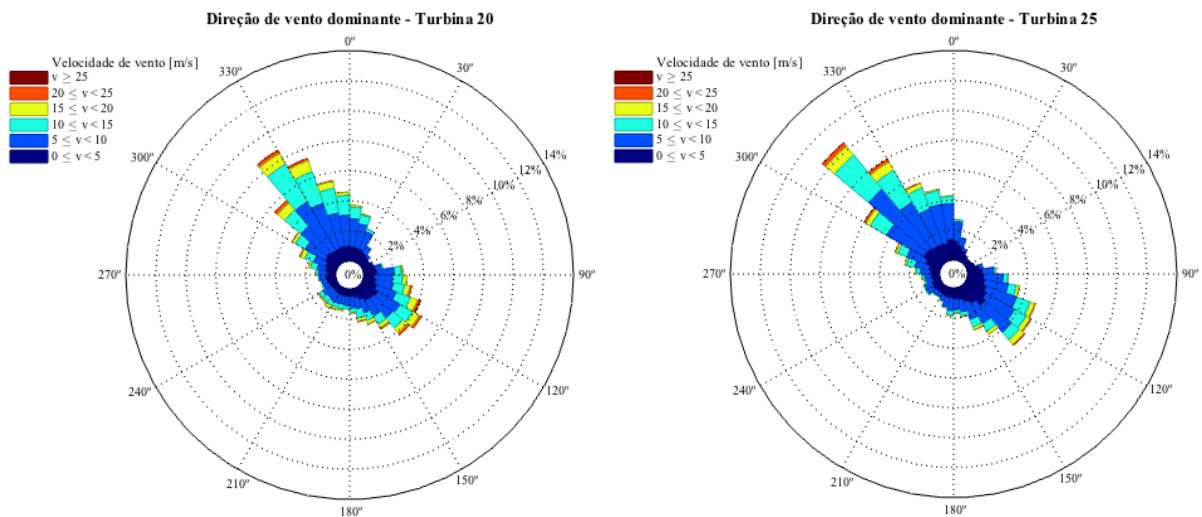 Direção de vento dominante - Turbina 20
0º
Velocidade de vento [m/s]
v ≥ 25
20 ≤ v < 25
15 ≤ v < 20
10 ≤ v < 15
5 ≤ v < 10
0 ≤ v < 5
330º
30º
300º
14%
12%
10%
8%
6%
4%
2%
0%
270º
90º
240º
120º
210º
150º
180º
Direção de vento dominante - Turbina 25
0º
Velocidade de vento [m/s]
v ≥ 25
20 ≤ v < 25
15 ≤ v < 20
10 ≤ v < 15
5 ≤ v < 10
0 ≤ v < 5
330º
30º
300º
14%
12%
10%
8%
6%
4%
2%
0%
270º
90º
240º
120º
210º
150º
180º